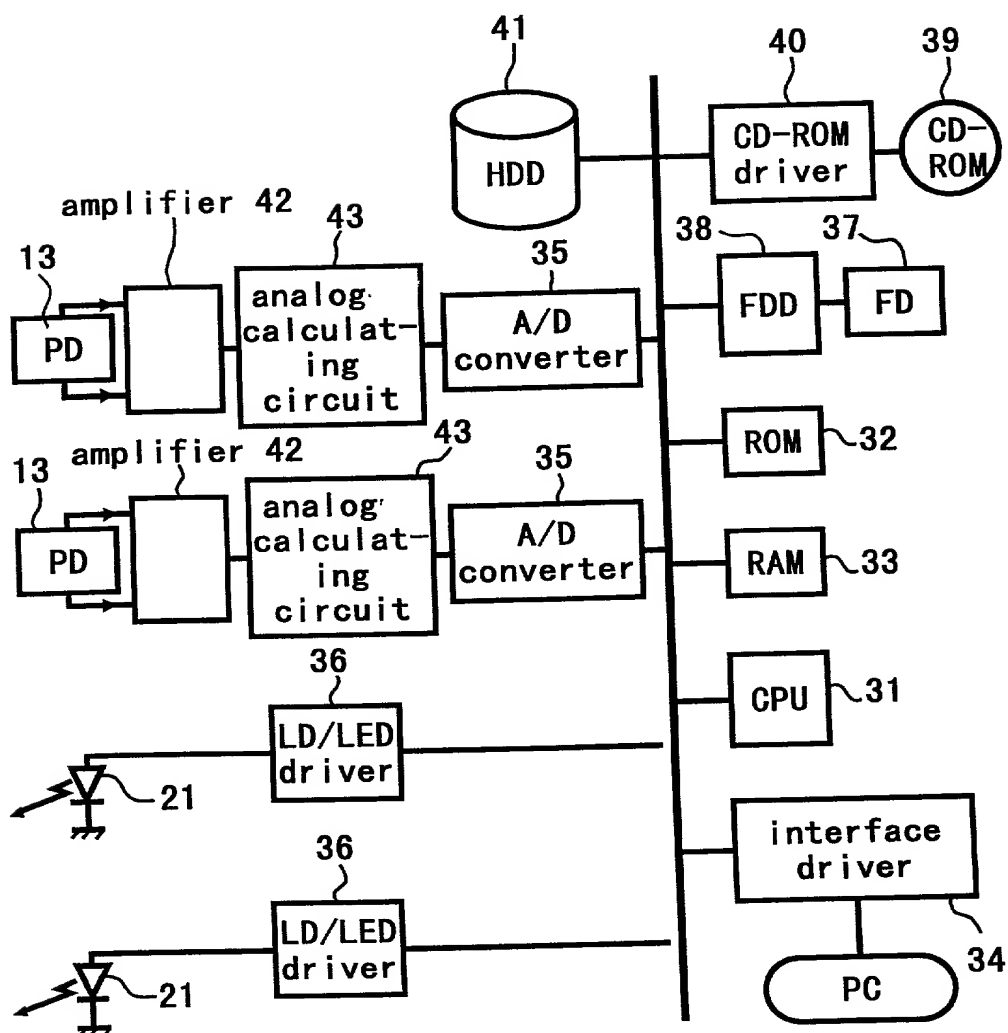 41
40
39
HDD
CD-ROM
driver
CD-
ROM
amplifier 42
43
13
PD
analog
calculat-
ing
circuit
35
A/D
converter
38
FDD
37
FD
amplifier 42
43
13
PD
analog
calculat-
ing
circuit
35
A/D
converter
ROM
32
RAM
33
36
LD/LED
driver
21
CPU
31
36
LD/LED
driver
21
interface
driver
34
PC